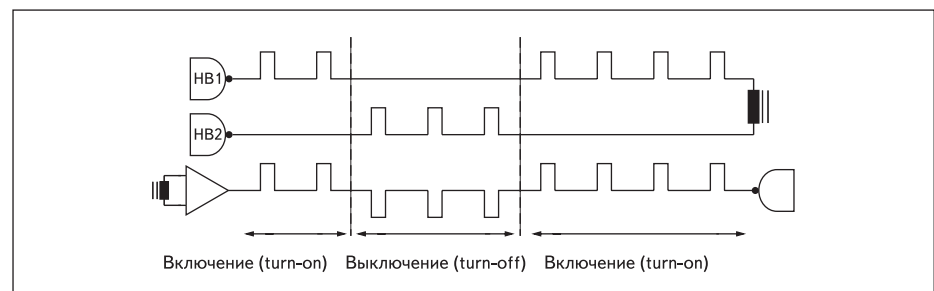 HB1
HB2
Включение (turn-on) Выключение (turn-off) Включение (turn-on)